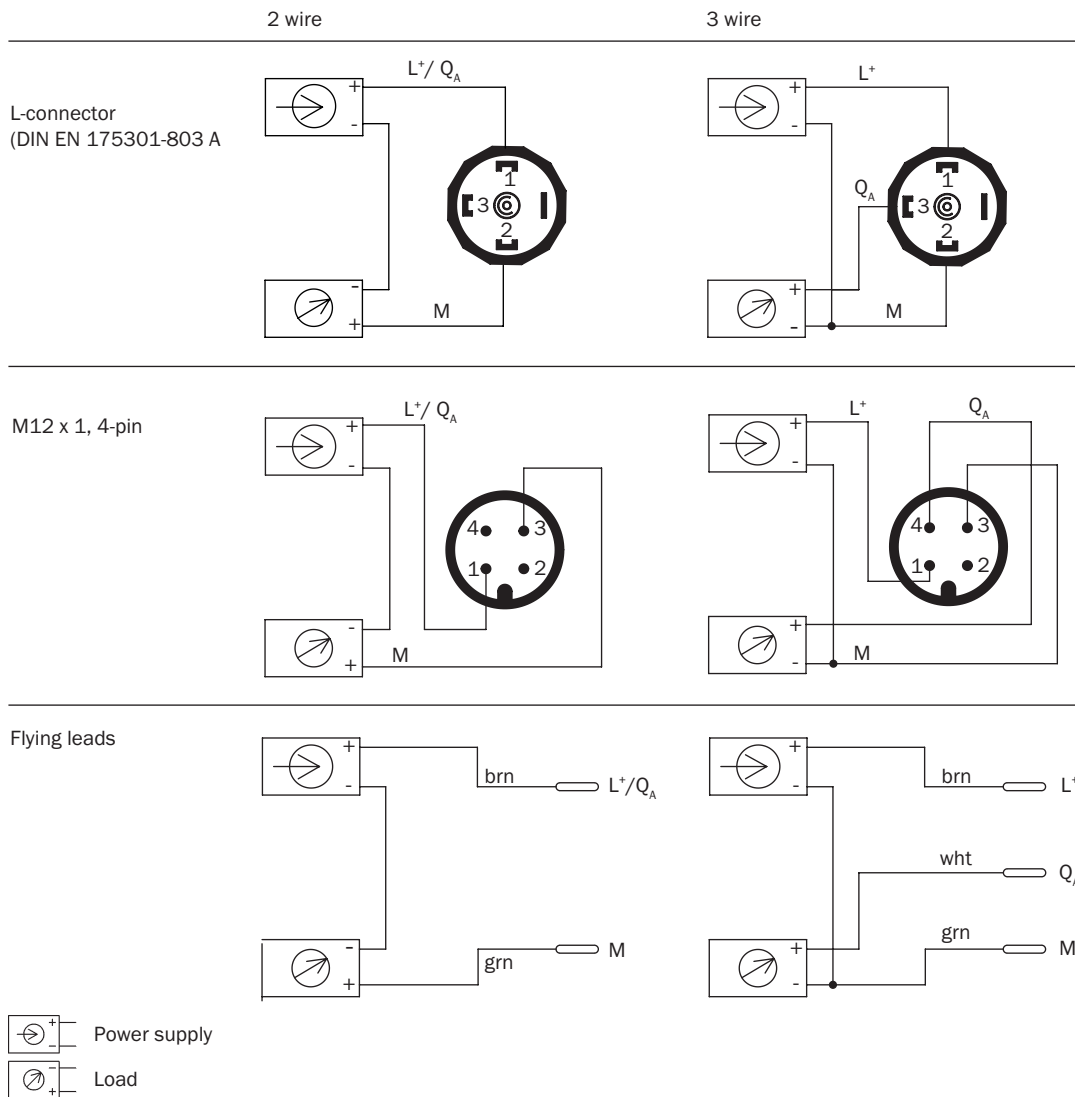 2 wire 3 wire
L-connector
(DIN EN 175301-803 A
L⁺/ Q_A
+
-
1
3
2
-
+
M
L⁺
+
-
Q_A
1
3
2
+
-
M
M12 x 1, 4-pin
L⁺/ Q_A
+
-
4 3
1 2
-
+
M
L⁺ Q_A
+
-
4 3
1 2
+
-
M
Flying leads
+
-
brn L⁺/Q_A
-
+
grn M
+
-
brn L⁺
wht Q_A
+
-
grn M
+
-
Power supply
-
+
Load